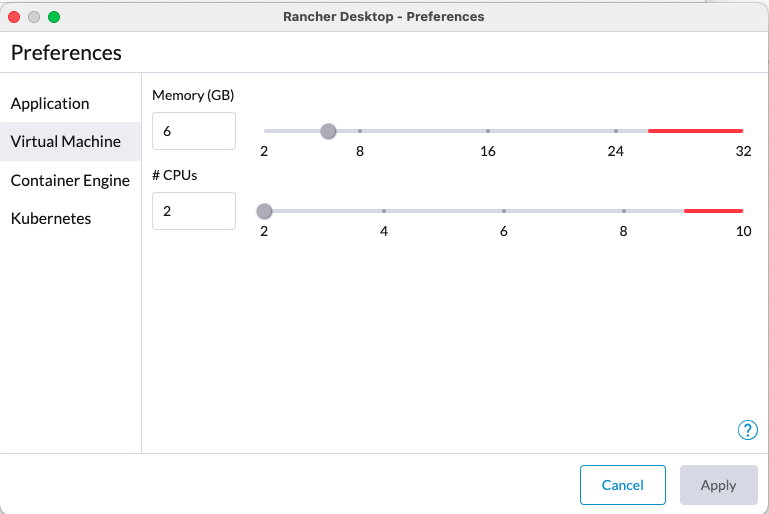 Rancher Desktop - Preferences
Preferences
Application
Virtual Machine
Container Engine
Kubernetes
Memory (GB)
6
2 8 16 24 32
# CPUs
2
2 4 6 8 10
?
Cancel Apply